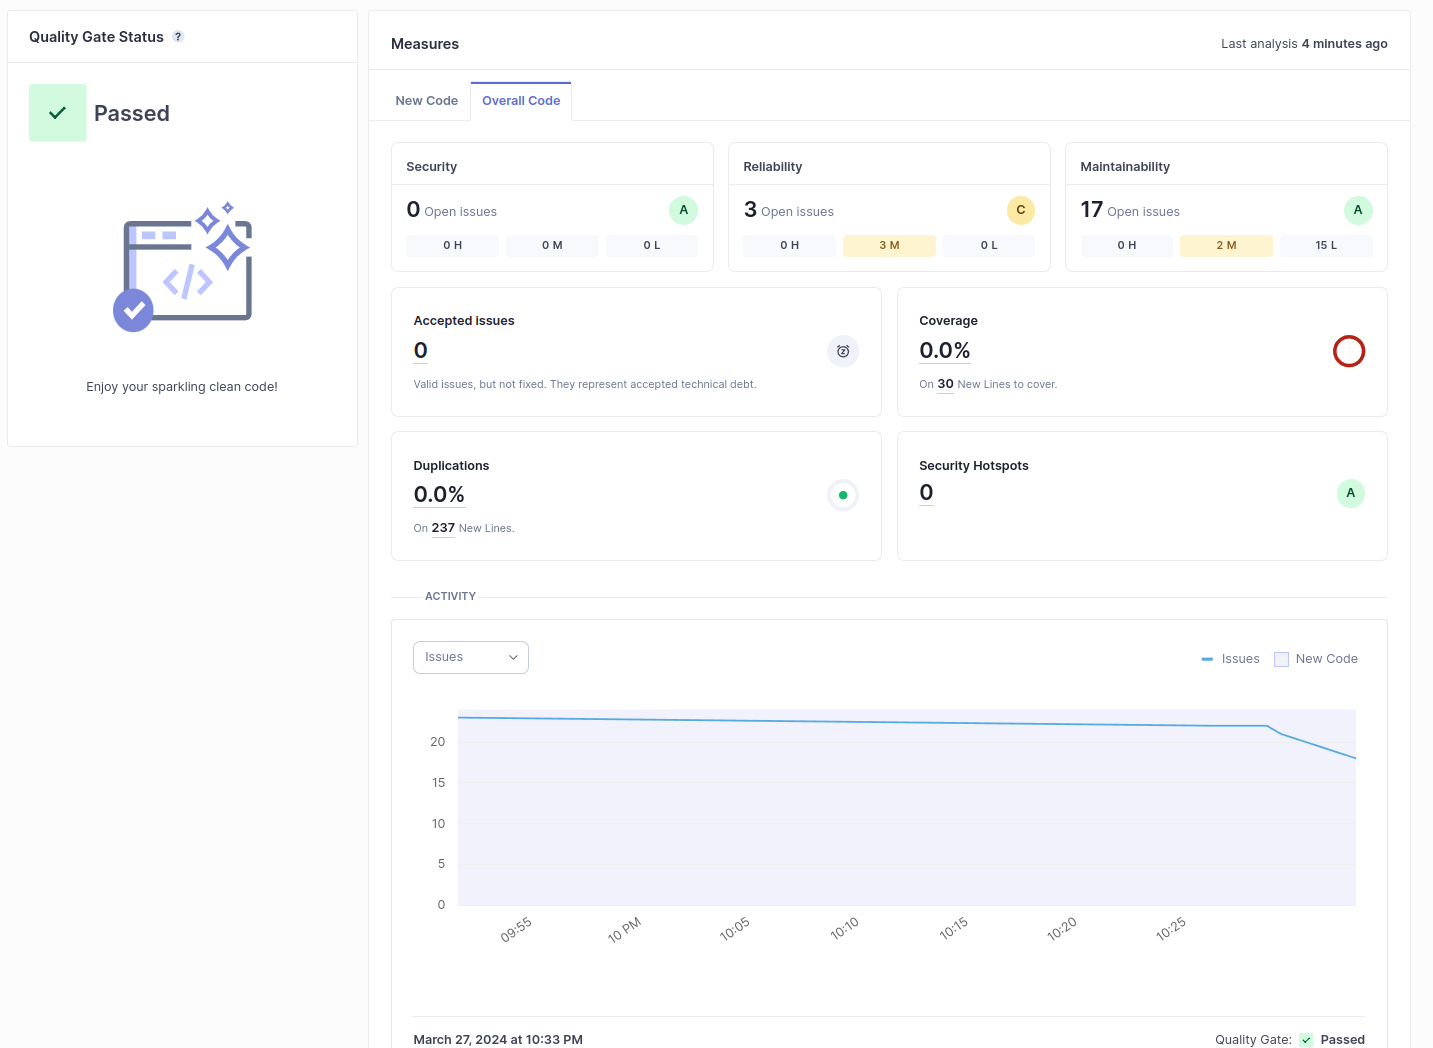 Quality Gate Status ?
Passed
Enjoy your sparkling clean code!
Measures
Last analysis 4 minutes ago
New Code
Overall Code
Security
0 Open issues
A
0 H
0 M
0 L
Reliability
3 Open issues
C
0 H
3 M
0 L
Maintainability
17 Open issues
A
0 H
2 M
15 L
Accepted issues
0
Valid issues, but not fixed. They represent accepted technical debt.
Coverage
0.0%
On 30 New Lines to cover.
Duplications
0.0%
On 237 New Lines.
Security Hotspots
0
A
ACTIVITY
Issues
Issues
New Code
20
15
10
5
0
09:55
10 PM
10:05
10:10
10:15
10:20
10:25
March 27, 2024 at 10:33 PM
Quality Gate: Passed